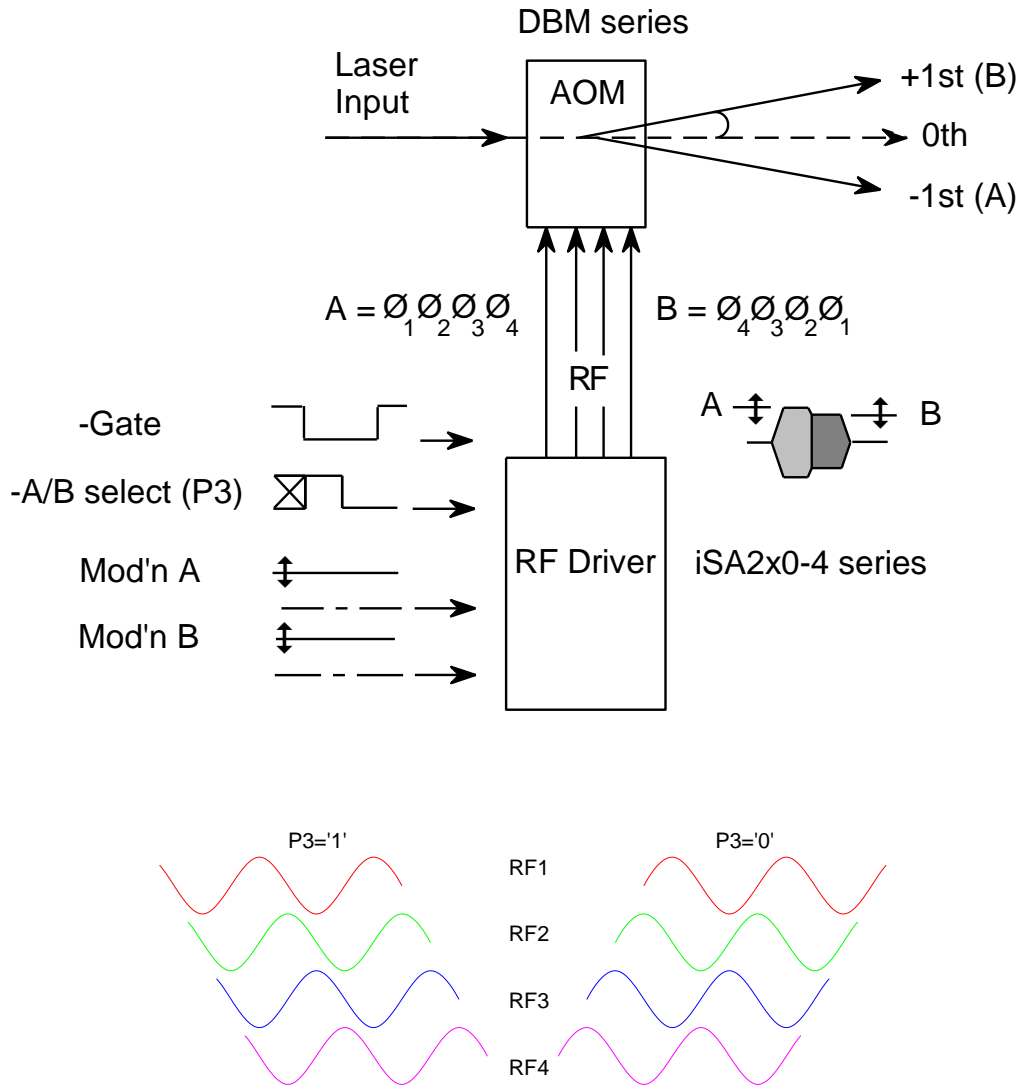 DBM series
Laser
Input
AOM
+1st (B)
0th
-1st (A)
A = Ø1Ø2Ø3Ø4
B = Ø4Ø3Ø2Ø1
RF
A
B
-Gate
-A/B select (P3)
Mod'n A
Mod'n B
RF Driver
iSA2x0-4 series
P3='1'
P3='0'
RF1
RF2
RF3
RF4